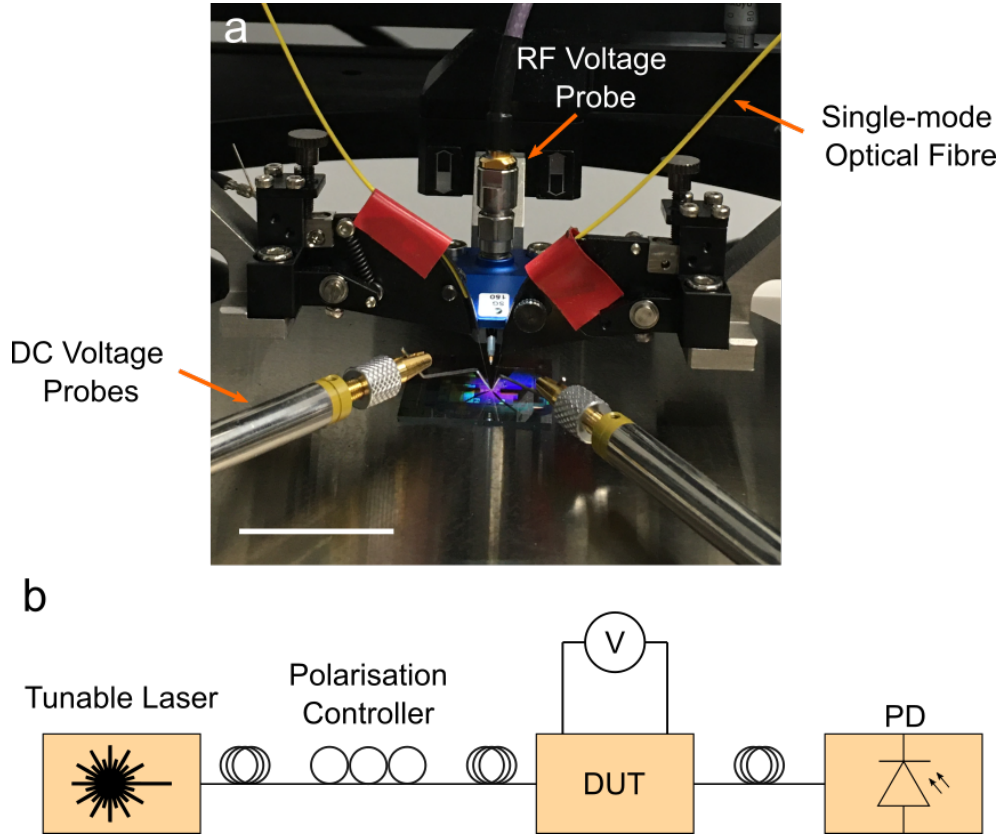 a
RF Voltage
Probe
Single-mode
Optical Fibre
DC Voltage
Probes
b
Tunable Laser
Polarisation
Controller
V
DUT
PD